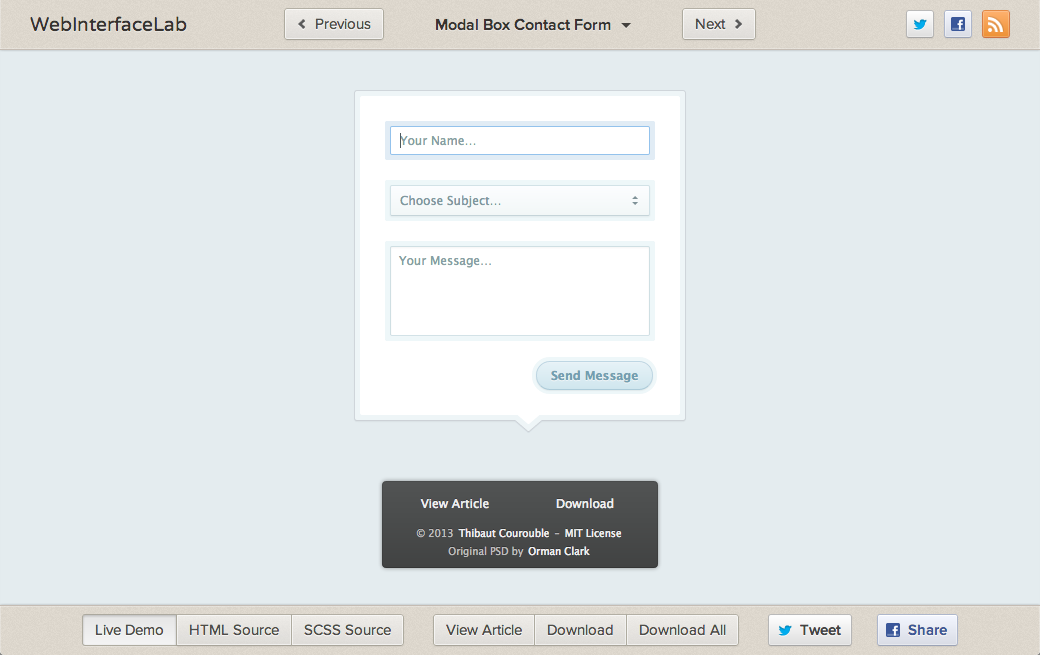 WebInterfaceLab
Previous
Modal Box Contact Form
Next
Your Name...
Choose Subject...
Your Message...
Send Message
View Article
Download
© 2013 Thibaut Courouble – MIT License
Original PSD by Orman Clark
Live Demo
HTML Source
SCSS Source
View Article
Download
Download All
Tweet
Share